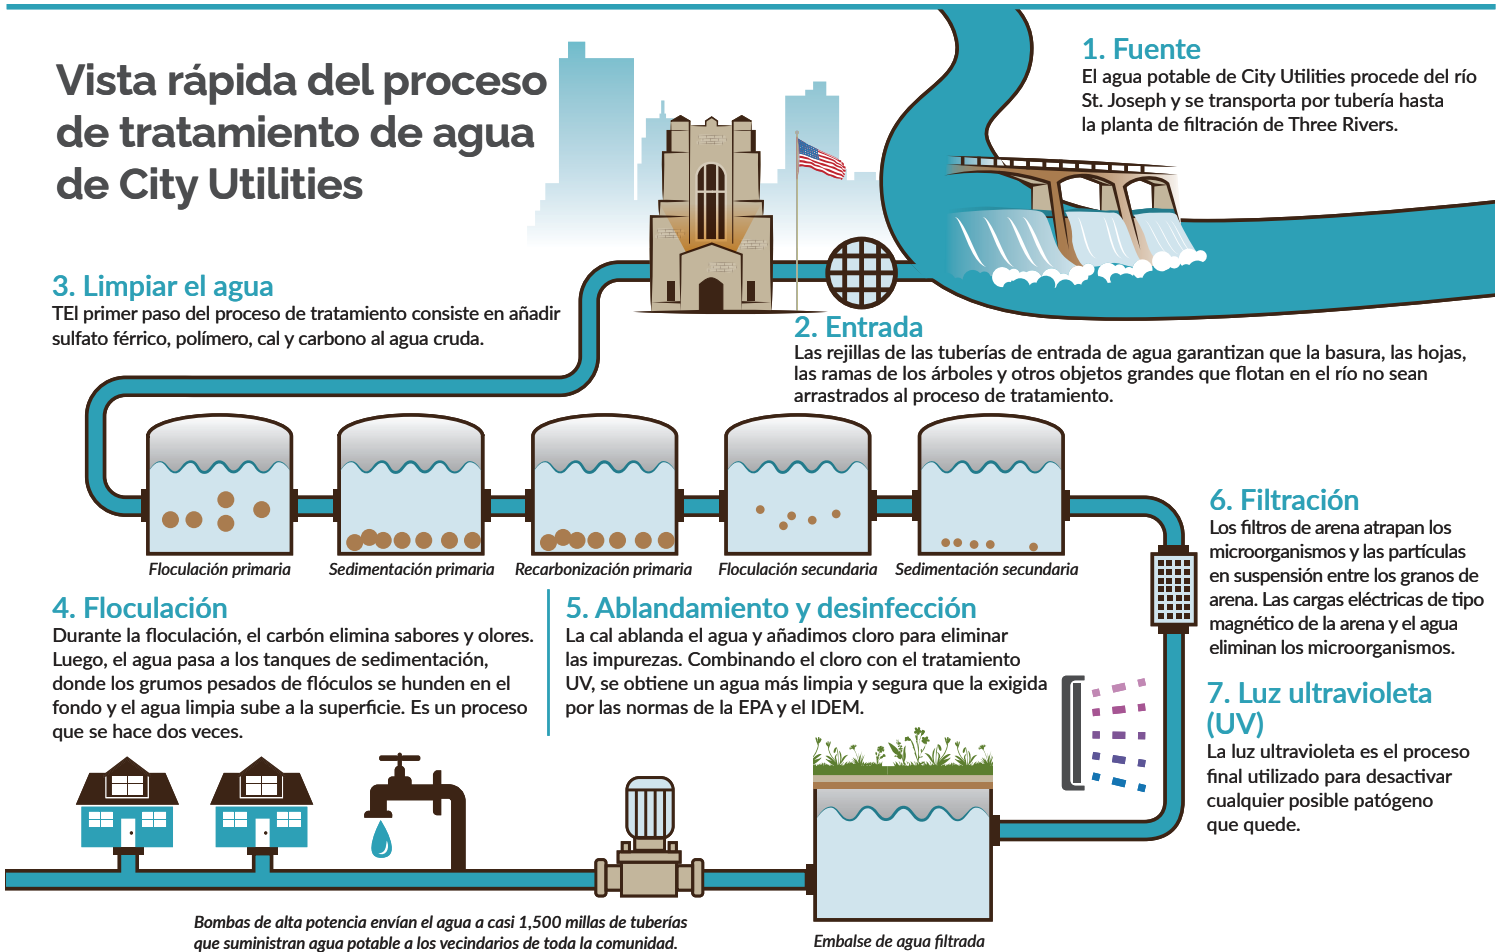 Vista rápida del proceso
de tratamiento de agua
de City Utilities
1. Fuente
El agua potable de City Utilities procede del río
St. Joseph y se transporta por tubería hasta
la planta de filtración de Three Rivers.
2. Entrada
Las rejillas de las tuberías de entrada de agua garantizan que la basura, las hojas,
las ramas de los árboles y otros objetos grandes que flotan en el río no sean
arrastrados al proceso de tratamiento.
3. Limpiar el agua
TEl primer paso del proceso de tratamiento consiste en añadir
sulfato férrico, polímero, cal y carbono al agua cruda.
Floculación primaria
Sedimentación primaria
Recarbonización primaria
Floculación secundaria
Sedimentación secundaria
4. Floculación
Durante la floculación, el carbón elimina sabores y olores.
Luego, el agua pasa a los tanques de sedimentación,
donde los grumos pesados de flóculos se hunden en el
fondo y el agua limpia sube a la superficie. Es un proceso
que se hace dos veces.
5. Ablandamiento y desinfección
La cal ablanda el agua y añadimos cloro para eliminar
las impurezas. Combinando el cloro con el tratamiento
UV, se obtiene un agua más limpia y segura que la exigida
por las normas de la EPA y el IDEM.
6. Filtración
Los filtros de arena atrapan los
microorganismos y las partículas
en suspensión entre los granos de
arena. Las cargas eléctricas de tipo
magnético de la arena y el agua
eliminan los microorganismos.
7. Luz ultravioleta
(UV)
La luz ultravioleta es el proceso
final utilizado para desactivar
cualquier posible patógeno
que quede.
Bombas de alta potencia envían el agua a casi 1,500 millas de tuberías
que suministran agua potable a los vecindarios de toda la comunidad.
Embalse de agua filtrada